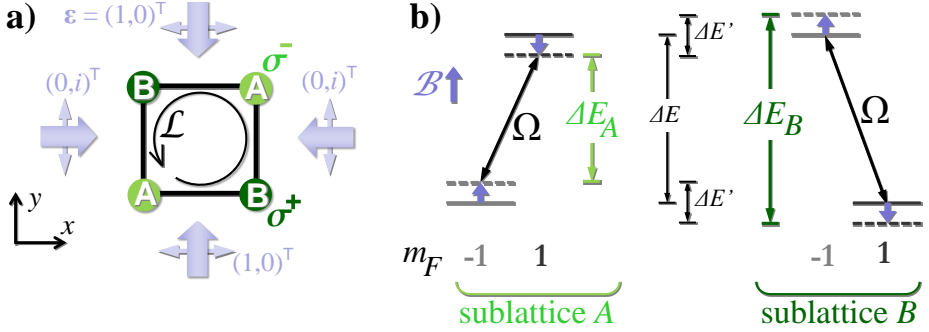 a)
ε = (1,0)ᵀ
σ⁻
B A
(0,i)ᵀ (0,i)ᵀ
ℒ
A B
σ⁺
y
x
(1,0)ᵀ
b)
ΔE'
ℬ
Ω ΔE_A ΔE ΔE_B Ω
ΔE'
m_F -1 1 -1 1
sublattice A sublattice B